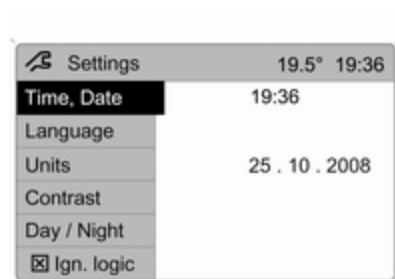 Settings 19.5° 19:36
Time, Date 19:36
Language
Units 25 . 10 . 2008
Contrast
Day / Night
Ign. logic